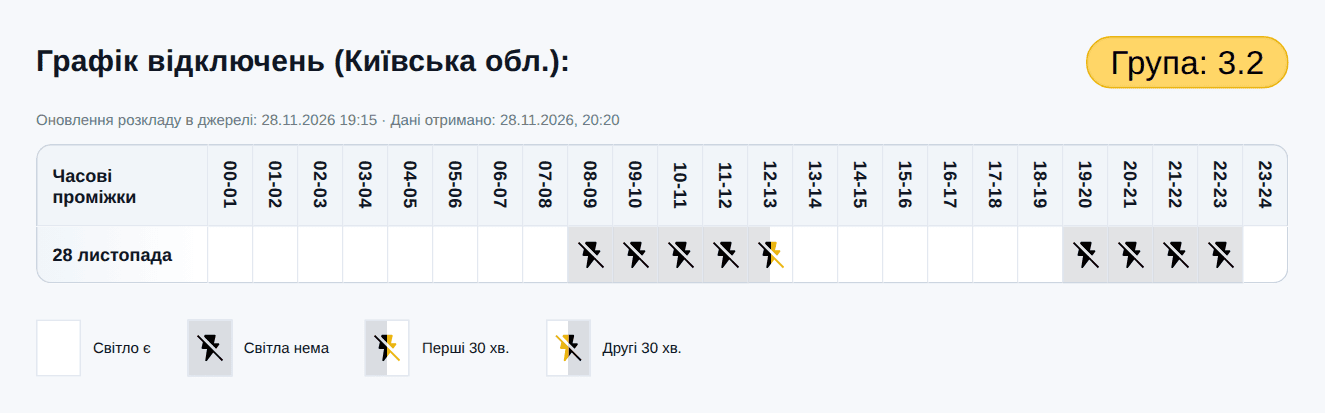 Графік відключень (Київська обл.):
Група: 3.2
Оновлення розкладу в джерелі: 28.11.2026 19:15 · Дані отримано: 28.11.2026, 20:20
Часові
проміжки
00-01
01-02
02-03
03-04
04-05
05-06
06-07
07-08
08-09
09-10
10-11
11-12
12-13
13-14
14-15
15-16
16-17
17-18
18-19
19-20
20-21
21-22
22-23
23-24
28 листопада
Світло є
Світла нема
Перші 30 хв.
Другі 30 хв.